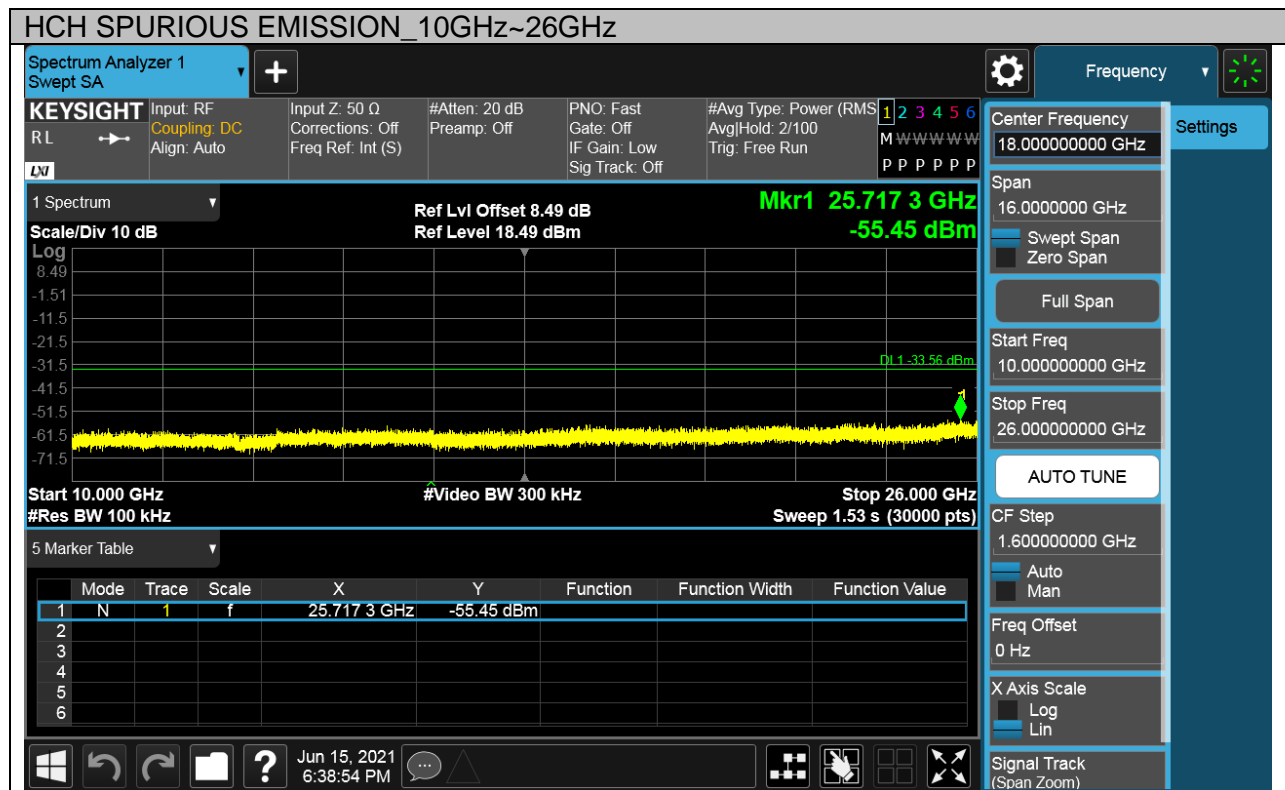 HCH SPURIOUS EMISSION_10GHz~26GHz
Spectrum Analyzer 1
Swept SA
Frequency
KEYSIGHT
RL
LXI
Input: RF
Coupling: DC
Align: Auto
Input Z: 50 Ω
Corrections: Off
Freq Ref: Int (S)
#Atten: 20 dB
Preamp: Off
PNO: Fast
Gate: Off
IF Gain: Low
Sig Track: Off
#Avg Type: Power (RMS
Avg|Hold: 2/100
Trig: Free Run
1 2 3 4 5 6
M W W W W W
P P P P P P
1 Spectrum
Scale/Div 10 dB
Ref Lvl Offset 8.49 dB
Ref Level 18.49 dBm
Mkr1 25.717 3 GHz
-55.45 dBm
Log
8.49
-1.51
-11.5
-21.5
-31.5
-41.5
-51.5
-61.5
-71.5
DL1 -33.56 dBm
1
Start 10.000 GHz
#Video BW 300 kHz
Stop 26.000 GHz
#Res BW 100 kHz
Sweep 1.53 s (30000 pts)
5 Marker Table
Mode Trace Scale X Y Function Function Width Function Value
1 N 1 f 25.717 3 GHz -55.45 dBm
2
3
4
5
6
Jun 15, 2021
6:38:54 PM
Center Frequency
18.000000000 GHz
Settings
Span
16.0000000 GHz
Swept Span
Zero Span
Full Span
Start Freq
10.000000000 GHz
Stop Freq
26.000000000 GHz
AUTO TUNE
CF Step
1.600000000 GHz
Auto
Man
Freq Offset
0 Hz
X Axis Scale
Log
Lin
Signal Track
(Span Zoom)